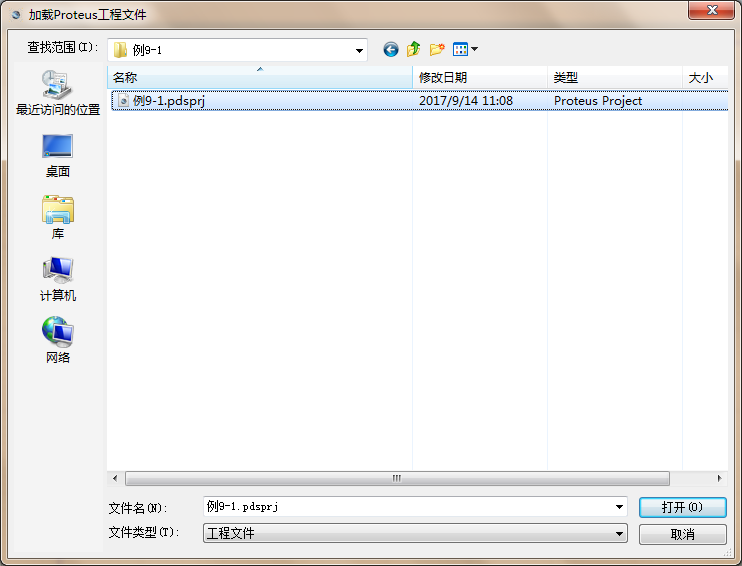 加载Proteus工程文件
查找范围(I):
例9-1
名称
修改日期
类型
大小
例9-1.pdsprj
2017/9/14 11:08
Proteus Project
最近访问的位置
桌面
库
计算机
网络
文件名(N):
例9-1.pdsprj
打开(O)
文件类型(T):
工程文件
取消